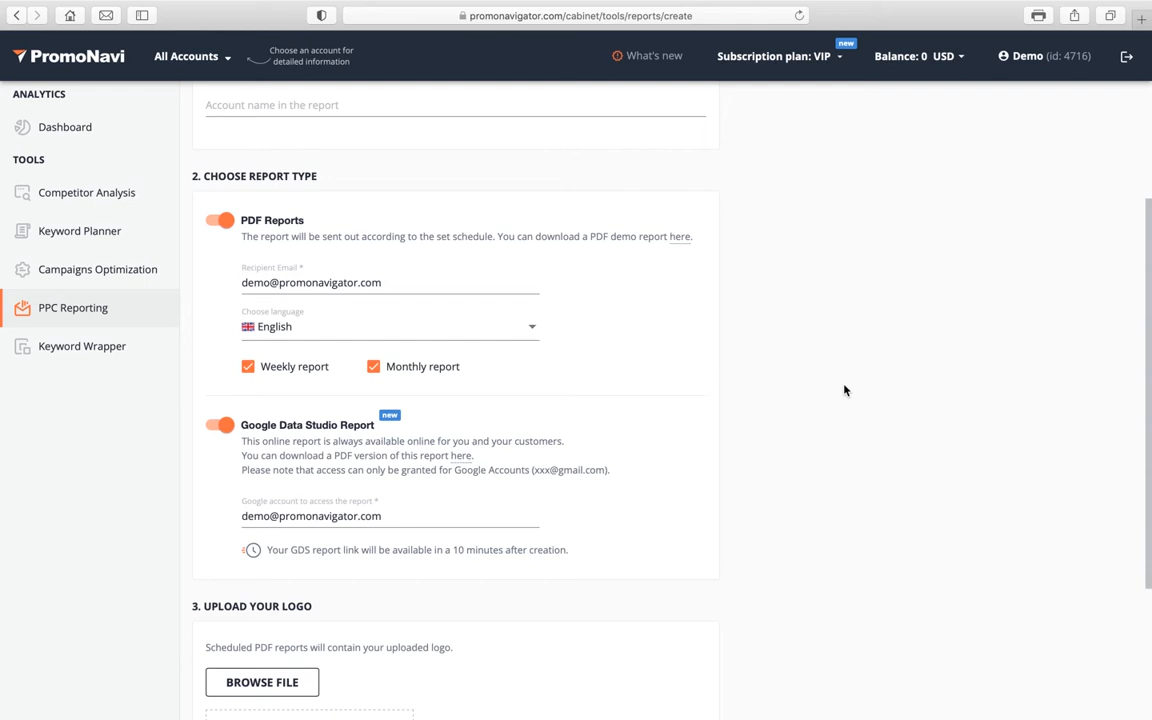 promonavigator.com/cabinet/tools/reports/create
PromoNavi
All Accounts
Choose an account for
detailed information
What's new
new
Subscription plan: VIP
Balance: 0 USD
Demo (id: 4716)
ANALYTICS
Dashboard
TOOLS
Competitor Analysis
Keyword Planner
Campaigns Optimization
PPC Reporting
Keyword Wrapper
Account name in the report
2. CHOOSE REPORT TYPE
PDF Reports
The report will be sent out according to the set schedule. You can download a PDF demo report here.
Recipient Email *
demo@promonavigator.com
Choose language
English
Weekly report
Monthly report
Google Data Studio Report
new
This online report is always available online for you and your customers.
You can download a PDF version of this report here.
Please note that access can only be granted for Google Accounts (xxx@gmail.com).
Google account to access the report *
demo@promonavigator.com
Your GDS report link will be available in a 10 minutes after creation.
3. UPLOAD YOUR LOGO
Scheduled PDF reports will contain your uploaded logo.
BROWSE FILE